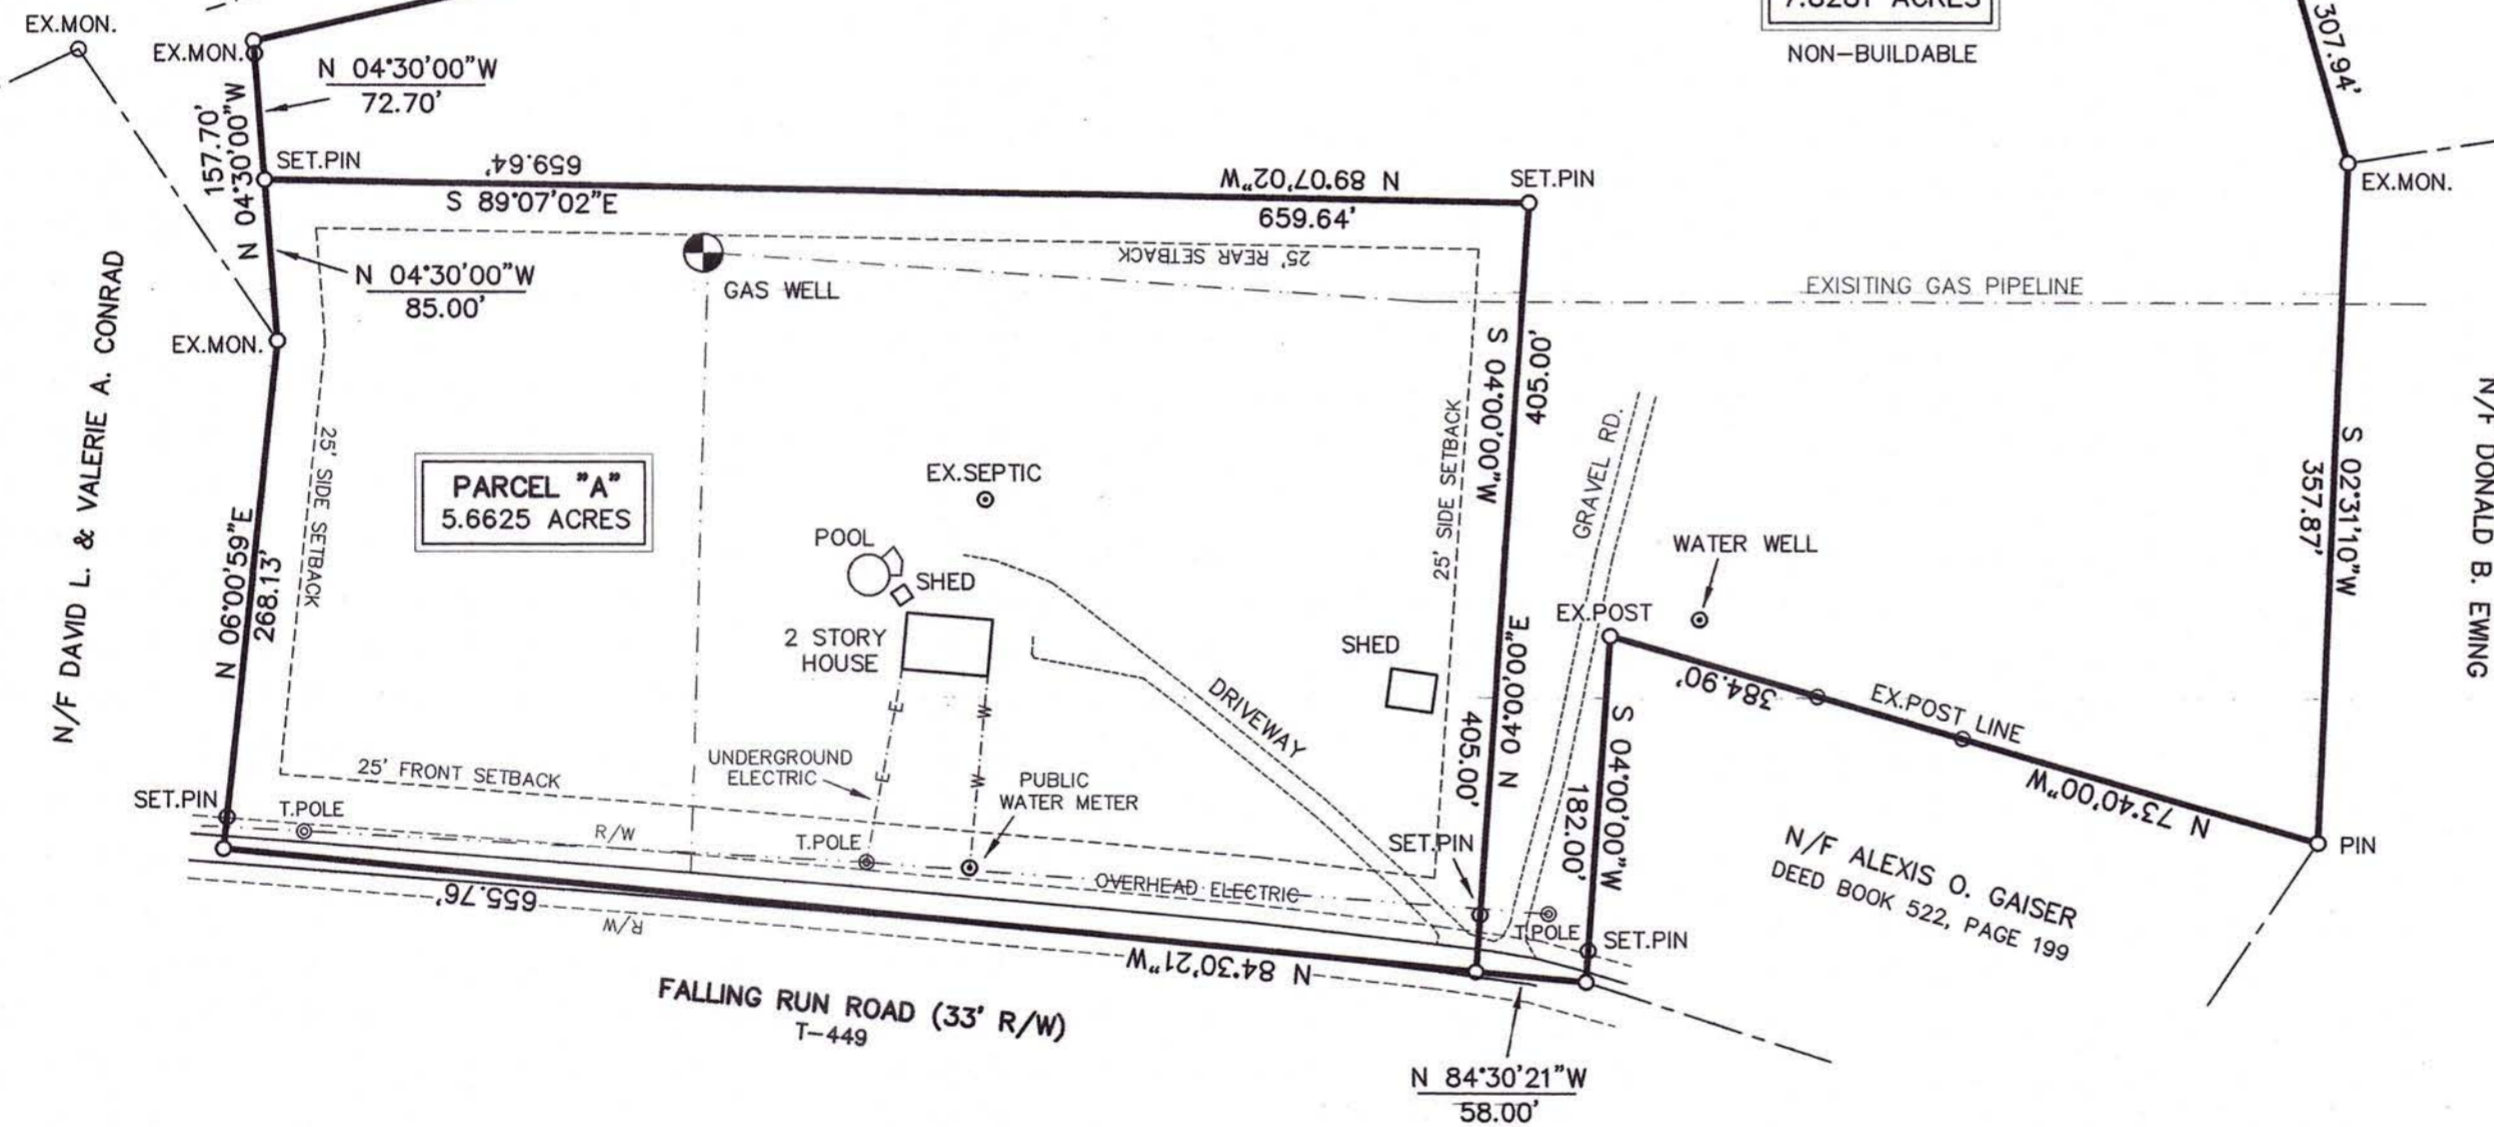 EX.MON.
EX.MON.
N 04°30'00"W
72.70'
157.70'
N 04°30'00"W
SET.PIN
659.64'
S 89°07'02"E
N 89°07'02"W
659.64'
SET.PIN
ACRES
NON-BUILDABLE
307.94'
EX.MON.
N 04°30'00"W
85.00'
EX.MON.
25' REAR SETBACK
GAS WELL
EXISITING GAS PIPELINE
N/F DAVID L. & VALERIE A. CONRAD
N 06°00'59"E
268.13'
25' SIDE SETBACK
PARCEL "A"
5.6625 ACRES
EX.SEPTIC
POOL
SHED
2 STORY
HOUSE
DRIVEWAY
SHED
25' SIDE SETBACK
S 04°00'00"W
405.00'
N 04°00'00"E
405.00'
GRAVEL RD.
WATER WELL
EX.POST
S 02°31'10"W
357.87'
N/F DONALD B. EWING
384.90'
EX.POST LINE
N 73°40'00"W
PIN
S 04°00'00"W
182.00'
N/F ALEXIS O. GAISER
DEED BOOK 522, PAGE 199
25' FRONT SETBACK
UNDERGROUND
ELECTRIC
E
E
W
W
PUBLIC
WATER METER
SET.PIN
T.POLE
R/W
T.POLE
OVERHEAD ELECTRIC
SET.PIN
T.POLE
SET.PIN
655.76'
R/W
N 84°30'21"W
FALLING RUN ROAD (33' R/W)
T-449
N 84°30'21"W
58.00'